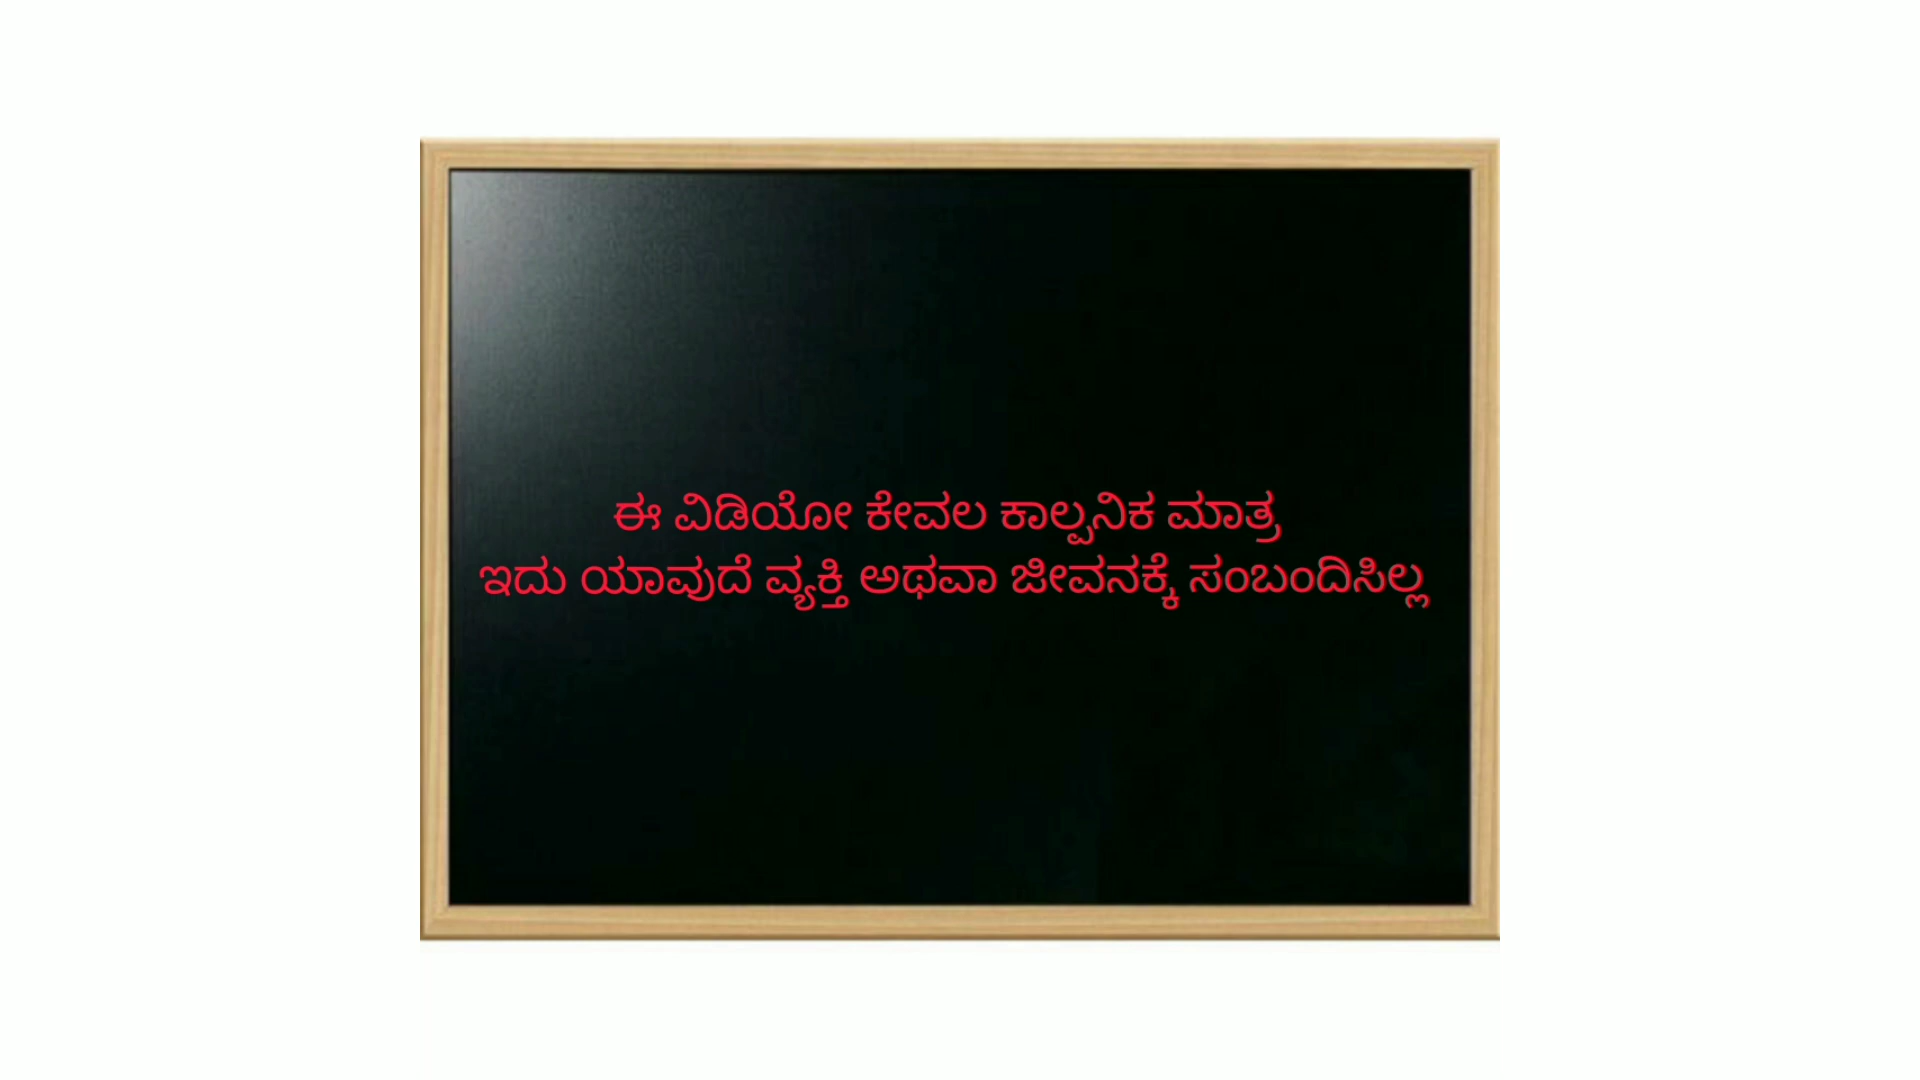 ಈ ವಿಡಿಯೋ ಕೇವಲ ಕಾಲ್ಪನಿಕ ಮಾತ್ರ
ಇದು ಯಾವುದೆ ವ್ಯಕ್ತಿ ಅಥವಾ ಜೀವನಕ್ಕೆ ಸಂಬಂದಿಸಿಲ್ಲ